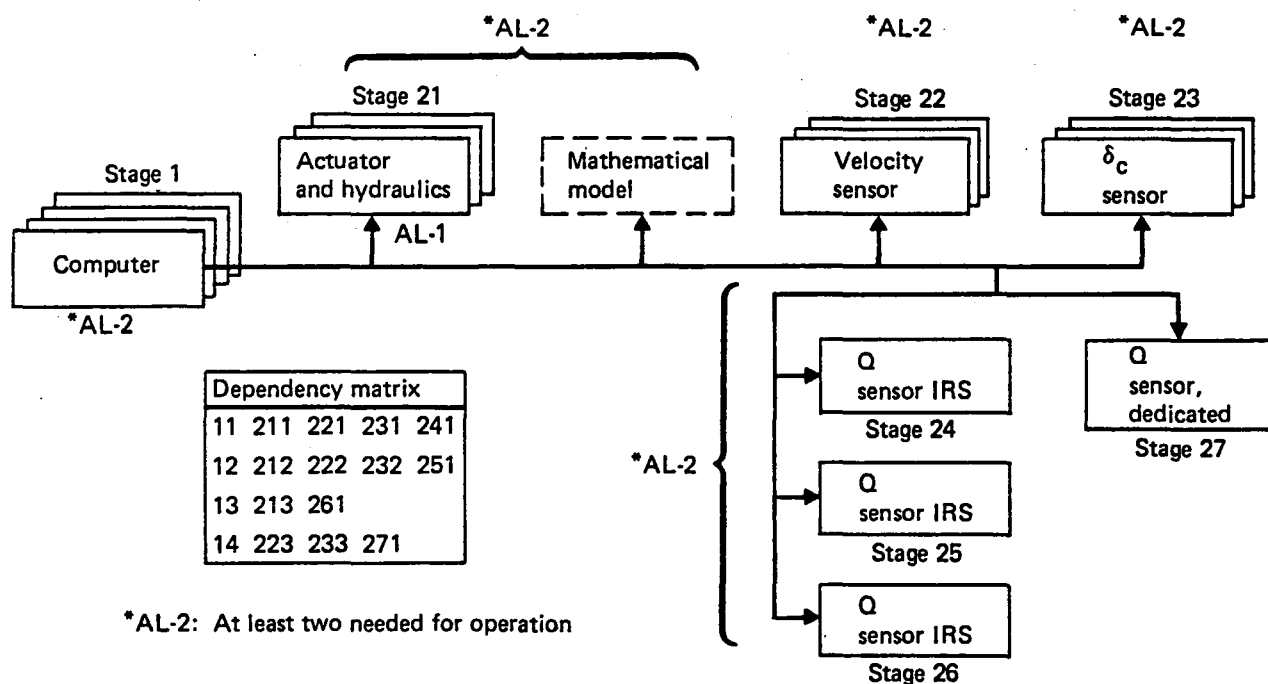 *AL-2
*AL-2
*AL-2
Stage 21
Stage 22
Stage 23
Actuator
and hydraulics
Mathematical
model
Velocity
sensor
δc
sensor
Stage 1
AL-1
Computer
*AL-2
Dependency matrix
11 211 221 231 241
12 212 222 232 251
13 213 261
14 223 233 271
*AL-2
Q
sensor IRS
Stage 24
Q
sensor IRS
Stage 25
Q
sensor IRS
Stage 26
Q
sensor,
dedicated
Stage 27
*AL-2: At least two needed for operation